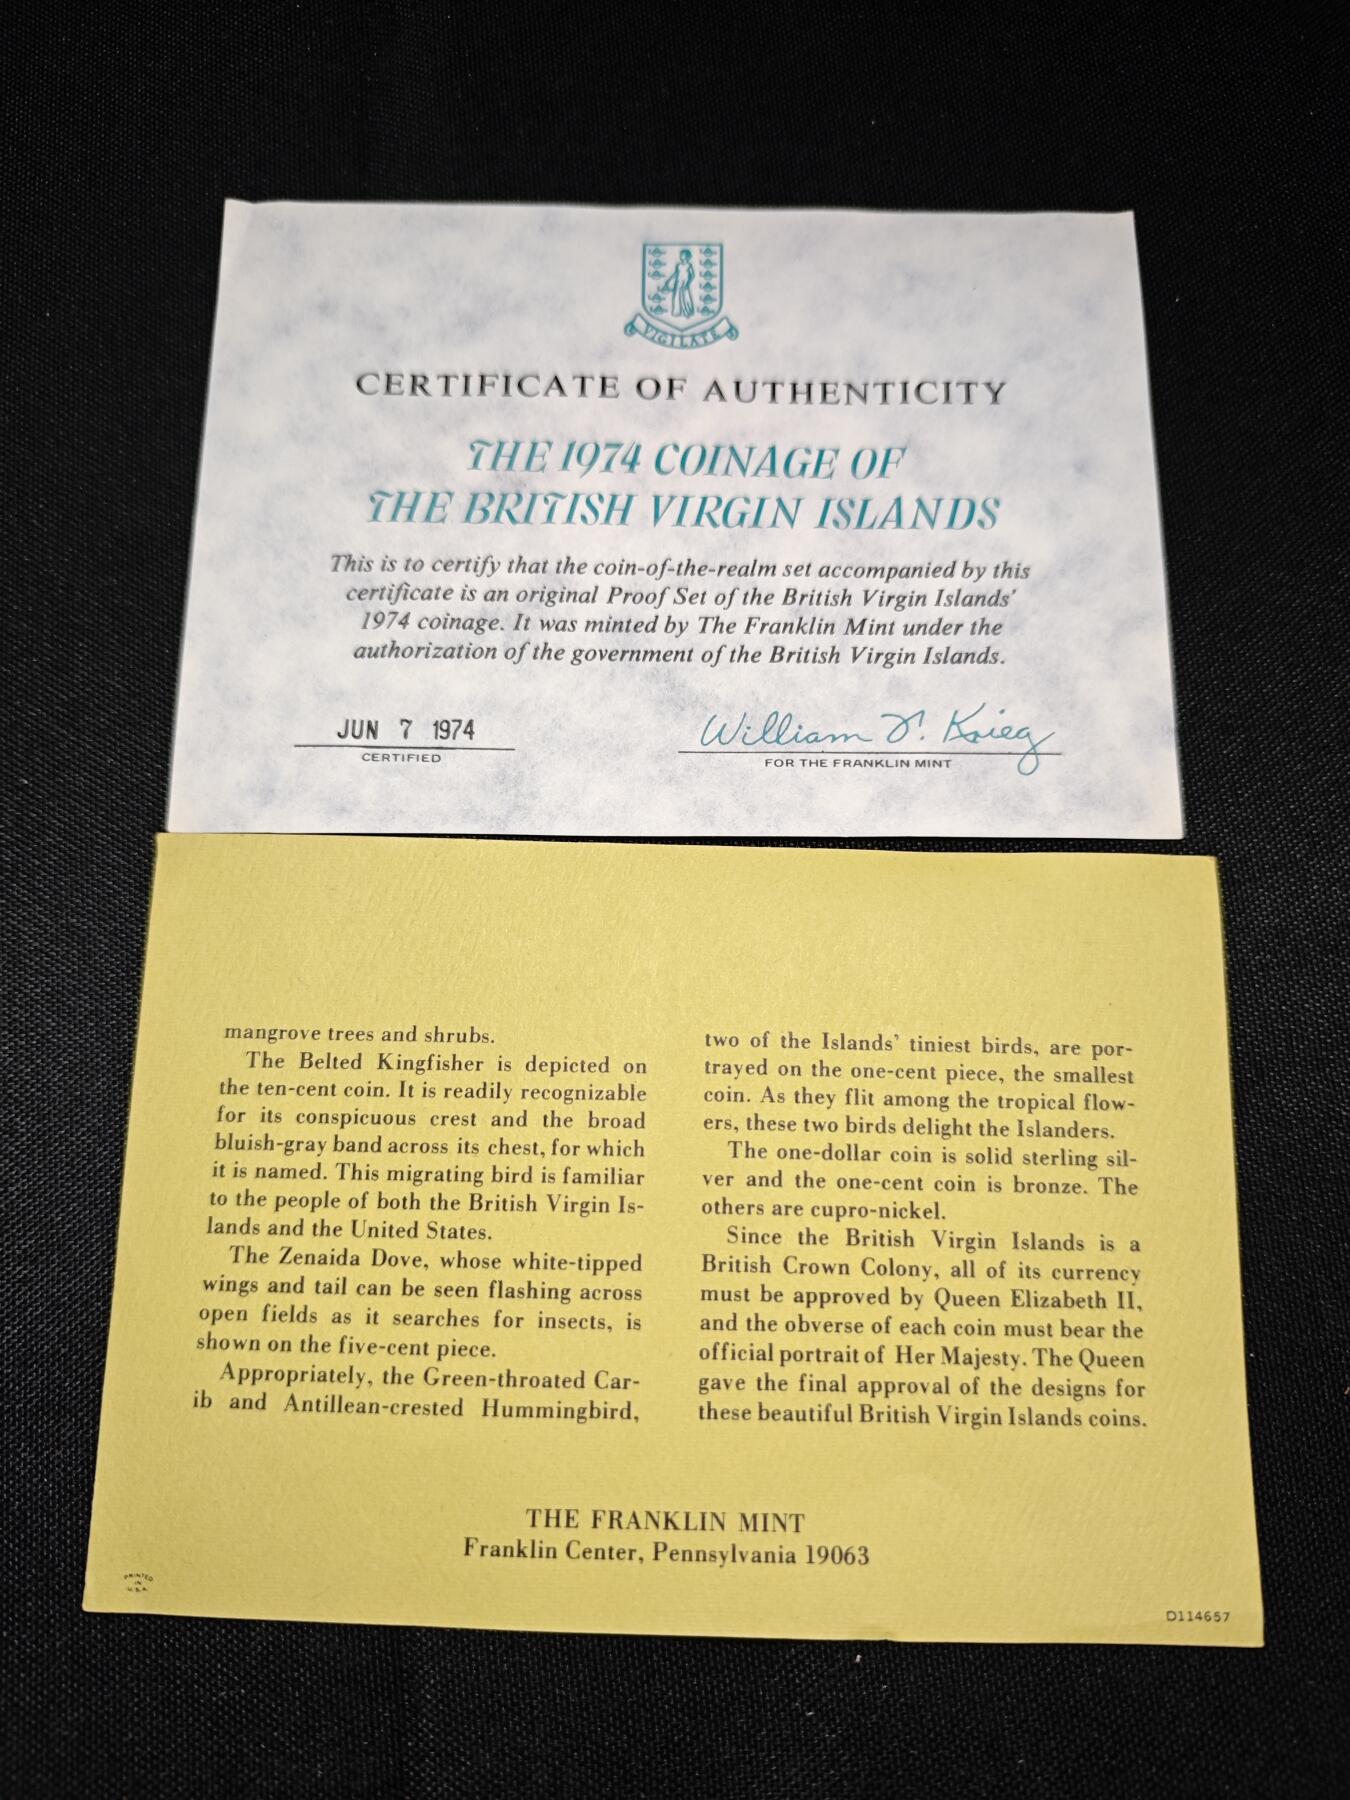 VIGILATE
CERTIFICATE OF AUTHENTICITY
THE 1974 COINAGE OF
THE BRITISH VIRGIN ISLANDS
This is to certify that the coin-of-the-realm set accompanied by this
certificate is an original Proof Set of the British Virgin Islands'
1974 coinage. It was minted by The Franklin Mint under the
authorization of the government of the British Virgin Islands.
JUN 7 1974
CERTIFIED
William T. Krieg
FOR THE FRANKLIN MINT
mangrove trees and shrubs.
The Belted Kingfisher is depicted on
the ten-cent coin. It is readily recognizable
for its conspicuous crest and the broad
bluish-gray band across its chest, for which
it is named. This migrating bird is familiar
to the people of both the British Virgin Is-
lands and the United States.
The Zenaida Dove, whose white-tipped
wings and tail can be seen flashing across
open fields as it searches for insects, is
shown on the five-cent piece.
Appropriately, the Green-throated Car-
ib and Antillean-crested Hummingbird,
two of the Islands' tiniest birds, are por-
trayed on the one-cent piece, the smallest
coin. As they flit among the tropical flow-
ers, these two birds delight the Islanders.
The one-dollar coin is solid sterling sil-
ver and the one-cent coin is bronze. The
others are cupro-nickel.
Since the British Virgin Islands is a
British Crown Colony, all of its currency
must be approved by Queen Elizabeth II,
and the obverse of each coin must bear the
official portrait of Her Majesty. The Queen
gave the final approval of the designs for
these beautiful British Virgin Islands coins.
THE FRANKLIN MINT
Franklin Center, Pennsylvania 19063
PRINTED
IN
U.S.A.
D114657